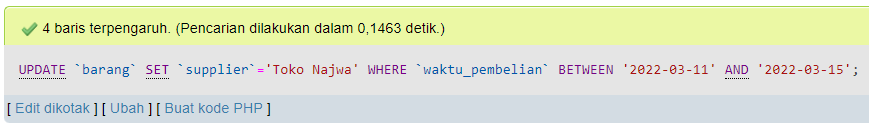 4 baris terpengaruh. (Pencarian dilakukan dalam 0,1463 detik.)
UPDATE `barang` SET `supplier`='Toko Najwa' WHERE `waktu_pembelian` BETWEEN '2022-03-11' AND '2022-03-15';
[ Edit dikotak ] [ Ubah ] [ Buat kode PHP ]